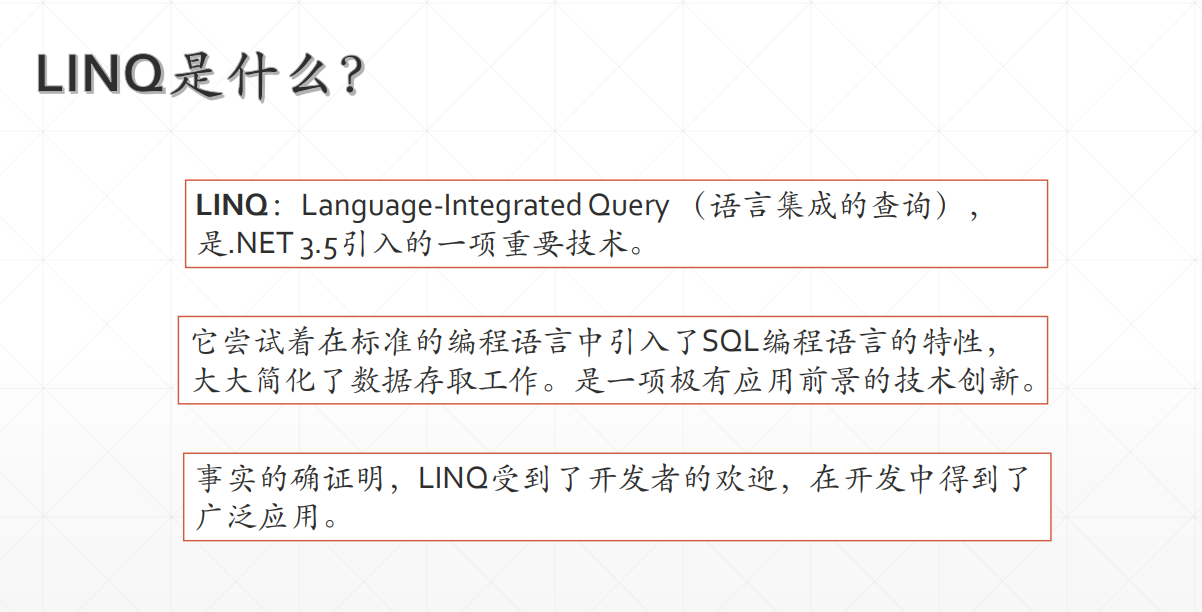 LINQ是什么？
LINQ：Language-Integrated Query （语言集成的查询），
是.NET 3.5引入的一项重要技术。
它尝试着在标准的编程语言中引入了SQL编程语言的特性，
大大简化了数据存取工作。是一项极有应用前景的技术创新。
事实的确证明，LINQ受到了开发者的欢迎，在开发中得到了
广泛应用。